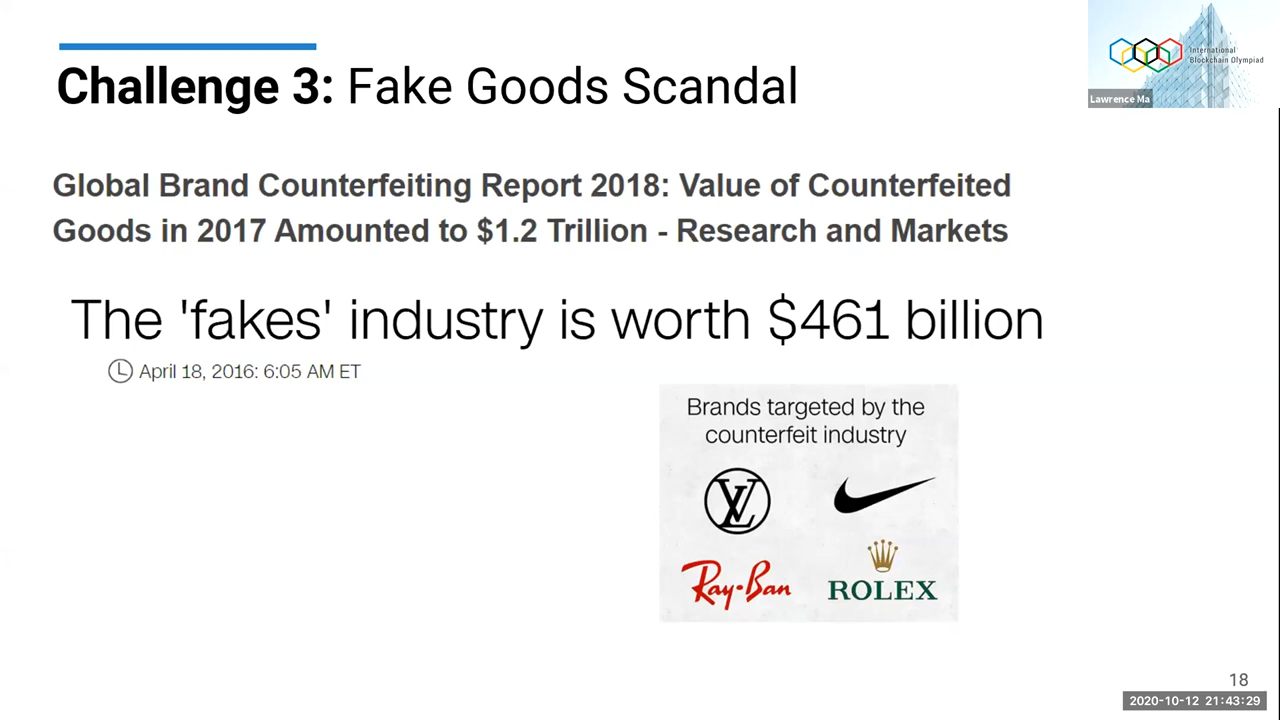 International
Blockchain Olympiad
Lawrence Ma
Challenge 3: Fake Goods Scandal
Global Brand Counterfeiting Report 2018: Value of Counterfeited
Goods in 2017 Amounted to $1.2 Trillion - Research and Markets
The 'fakes' industry is worth $461 billion
April 18, 2016: 6:05 AM ET
Brands targeted by the
counterfeit industry
LV
Ray-Ban
ROLEX
18
2020-10-12 21:43:29